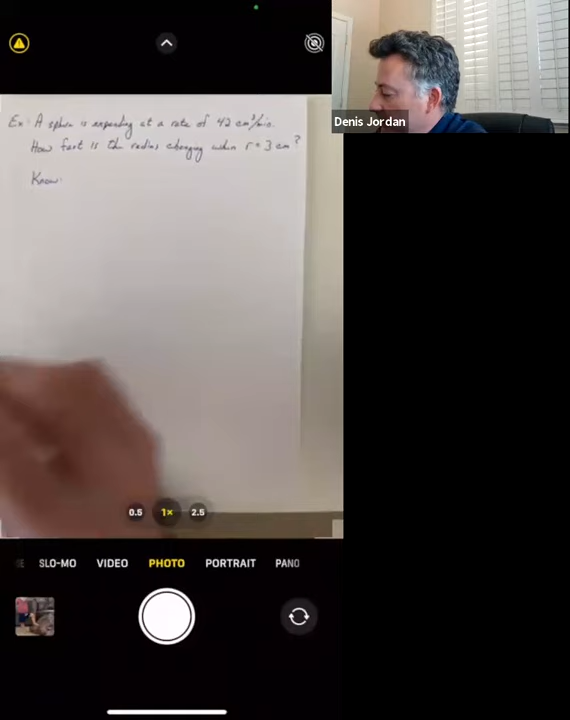 Denis Jordan
Ex: A sphere is expanding at a rate of 42 cm³/min.
How fast is the radius changing when r = 3 cm?
Know:
0.5 1× 2.5
SLO-MO VIDEO PHOTO PORTRAIT PANO